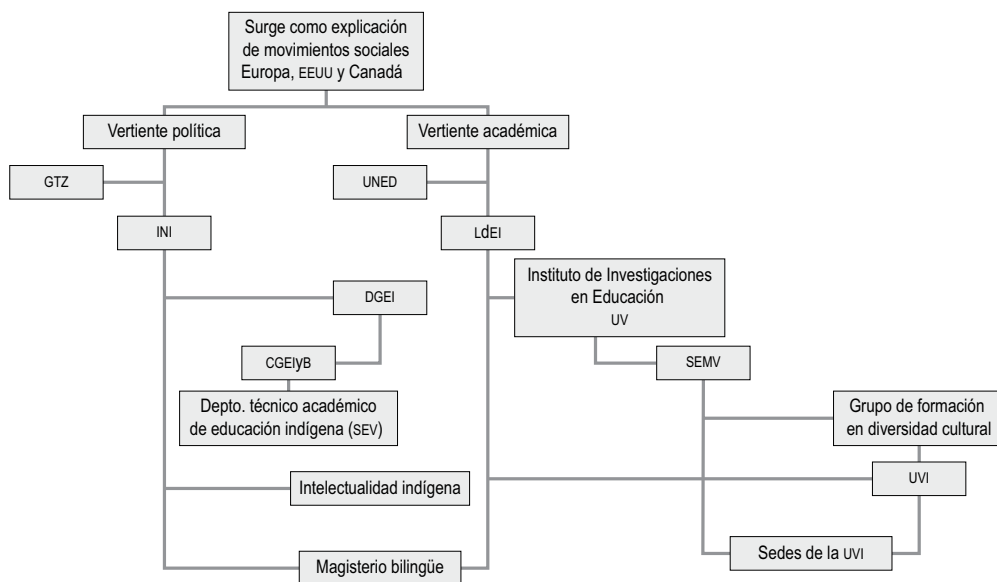 Surge como explicación
de movimientos sociales
Europa, EEUU y Canadá
Vertiente política
Vertiente académica
GTZ
UNED
INI
LdEI
Instituto de Investigaciones
en Educación
UV
DGEI
CGEIyB
SEMV
Depto. técnico académico
de educación indígena (SEV)
Grupo de formación
en diversidad cultural
Intelectualidad indígena
UVI
Sedes de la UVI
Magisterio bilingüe